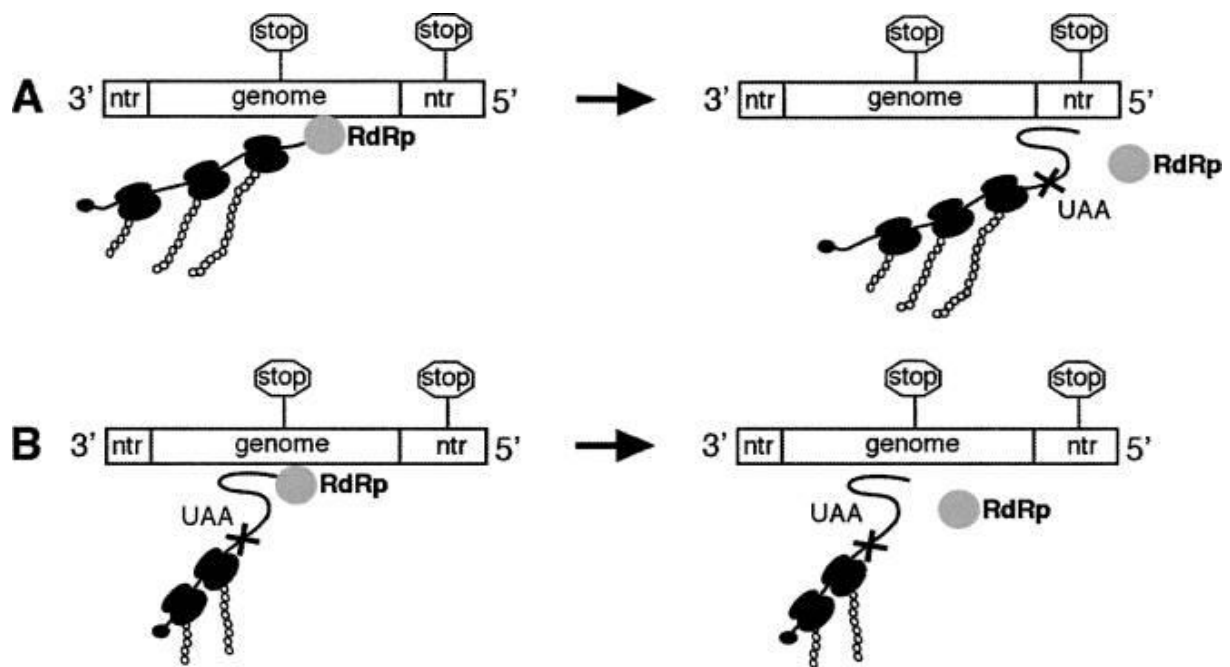 stop stop stop stop
A 3’ ntr genome ntr 5’ 3’ ntr genome ntr 5’
RdRp RdRp
UAA
stop stop stop stop
B 3’ ntr genome ntr 5’ 3’ ntr genome ntr 5’
RdRp RdRp
UAA UAA